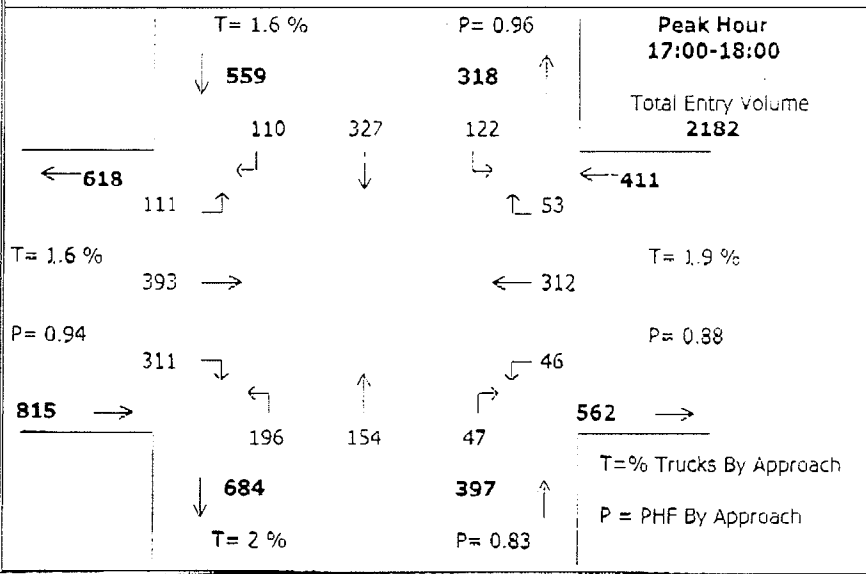 T= 1.6 % P= 0.96 Peak Hour
17:00-18:00
559 318
Total Entry Volume
110 327 122 2182
618 411
111 53
T= 1.6 % T= 1.9 %
393 312
P= 0.94 P= 0.88
311 46
815 562
196 154 47
T=% Trucks By Approach
684 397
P = PHF By Approach
T= 2 % P= 0.83